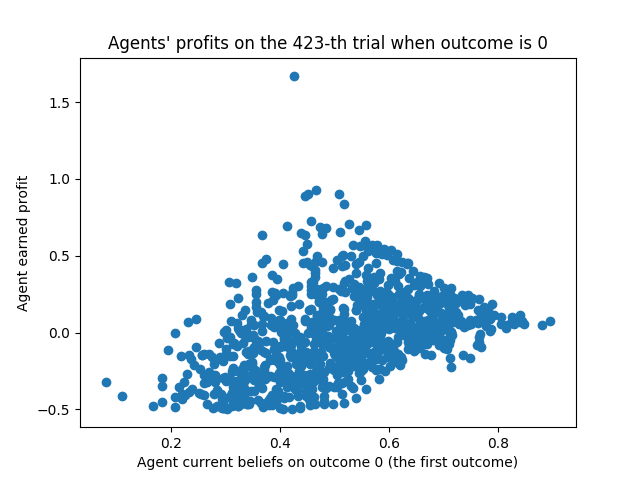 Agents' profits on the 423-th trial when outcome is 0
Agent earned profit
1.5
1.0
0.5
0.0
−0.5
0.2 0.4 0.6 0.8
Agent current beliefs on outcome 0 (the first outcome)